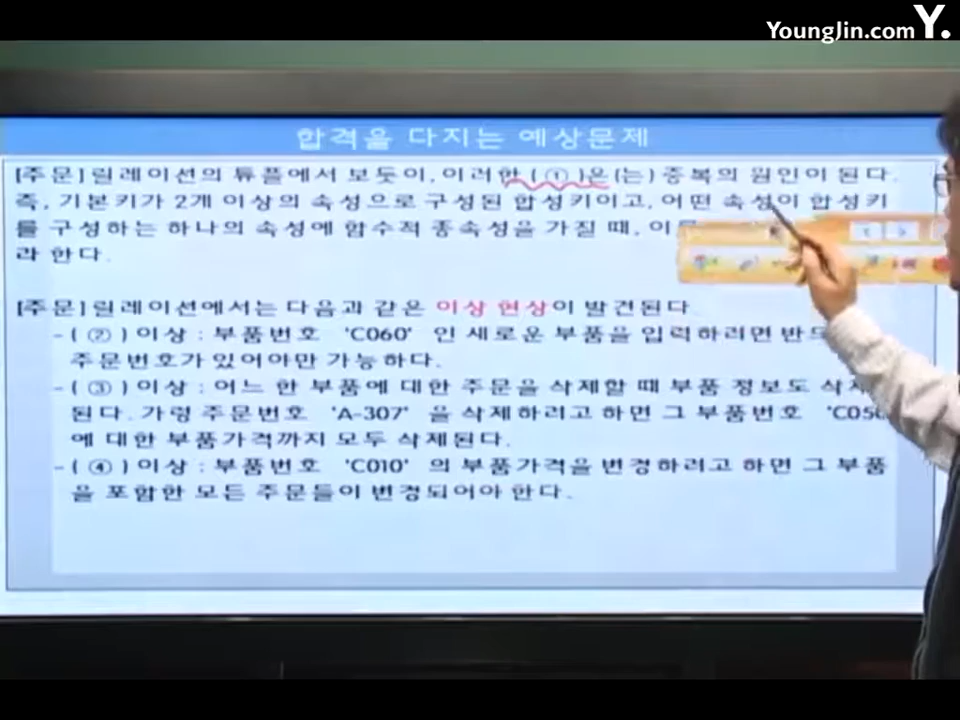 YoungJin.com Y.
합격을 다지는 예상문제
[주문]릴레이션의 튜플에서 보듯이, 이러한 ( ① )은(는) 중복의 원인이 된다.
즉, 기본키가 2개 이상의 속성으로 구성된 합성키이고, 어떤 속성이 합성키
를 구성하는 하나의 속성에 함수적 종속성을 가질 때, 이를
라 한다.
[주문]릴레이션에서는 다음과 같은 이상 현상이 발견된다.
- ( ② ) 이상 : 부품번호 'C060' 인 새로운 부품을 입력하려면
주문번호가 있어야만 가능하다.
- ( ③ ) 이상 : 어느 한 부품에 대한 주문을 삭제할 때 부품 정보도
된다. 가령 주문번호 'A-307' 을 삭제하려고 하면 그 부품번호
에 대한 부품가격까지 모두 삭제된다.
- ( ④ ) 이상 : 부품번호 'C010' 의 부품가격을 변경하려고 하면 그 부품
을 포함한 모든 주문들이 변경되어야 한다.